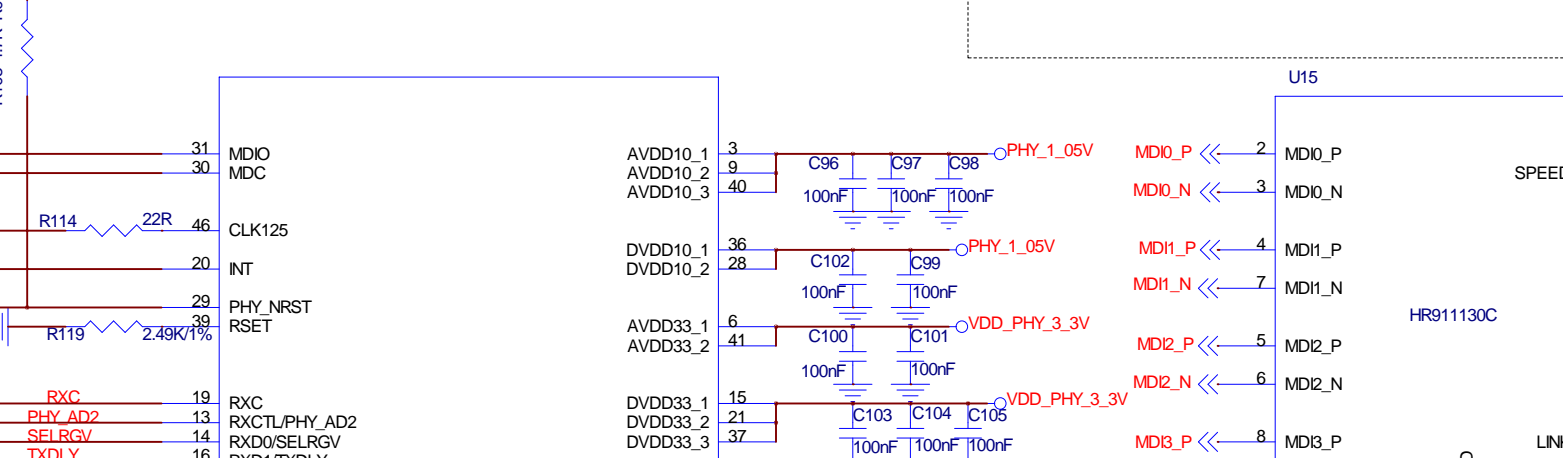 U15
31 MDIO
30 MDC
R114 22R 46 CLK125
20 INT
29 PHY_NRST
R119 2.49K/1% 39 RSET
RXC 19 RXC
PHY_AD2 13 RXCTL/PHY_AD2
SELRGV 14 RXD0/SELRGV
TXDLY 16 RXD1/TXDLY
AVDD10_1 3 PHY_1_05V
AVDD10_2 9
AVDD10_3 40
C96 C97 C98
100nF 100nF 100nF
DVDD10_1 36 PHY_1_05V
DVDD10_2 28
C102 C99
100nF 100nF
AVDD33_1 6 VDD_PHY_3_3V
AVDD33_2 41
C100 C101
100nF 100nF
DVDD33_1 15 VDD_PHY_3_3V
DVDD33_2 21
DVDD33_3 37
C103 C104 C105
100nF 100nF 100nF
MDI0_P 2 MDI0_P
SPEED
MDI0_N 3 MDI0_N
MDI1_P 4 MDI1_P
MDI1_N 7 MDI1_N
HR911130C
MDI2_P 5 MDI2_P
MDI2_N 6 MDI2_N
MDI3_P 8 MDI3_P